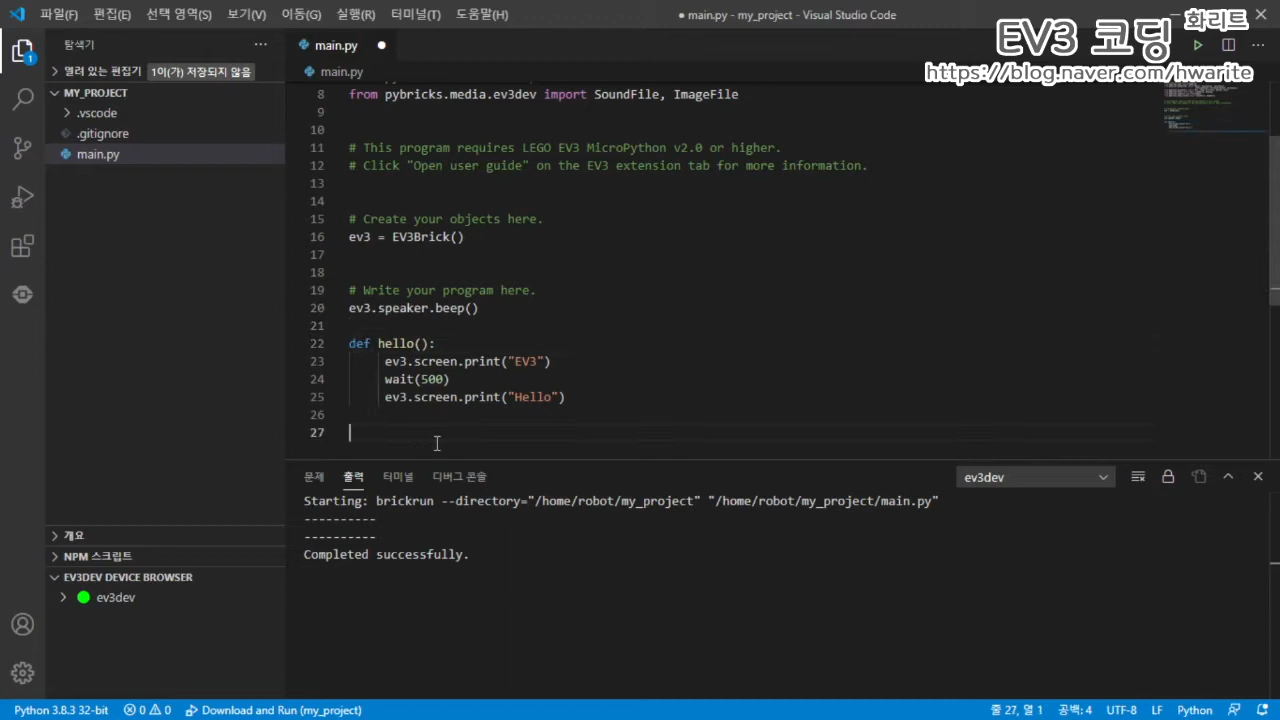 파일(F) 편집(E) 선택 영역(S) 보기(V) 이동(G) 실행(R) 터미널(T) 도움말(H) ● main.py - my_project - Visual Studio Code
화리트
EV3 코딩
https://blog.naver.com/hwarite
탐색기
main.py
열려 있는 편집기 1이(가) 저장되지 않음
main.py
MY_PROJECT
.vscode
.gitignore
main.py
8 from pybricks.media.ev3dev import SoundFile, ImageFile
9
10
11 # This program requires LEGO EV3 MicroPython v2.0 or higher.
12 # Click "Open user guide" on the EV3 extension tab for more information.
13
14
15 # Create your objects here.
16 ev3 = EV3Brick()
17
18
19 # Write your program here.
20 ev3.speaker.beep()
21
22 def hello():
23 ev3.screen.print("EV3")
24 wait(500)
25 ev3.screen.print("Hello")
26
27
문제 출력 터미널 디버그 콘솔 ev3dev
Starting: brickrun --directory="/home/robot/my_project" "/home/robot/my_project/main.py"
----------
----------
Completed successfully.
개요
NPM 스크립트
EV3DEV DEVICE BROWSER
ev3dev
1
Python 3.8.3 32-bit 0 0 Download and Run (my_project) 줄 27, 열 1 공백: 4 UTF-8 LF Python